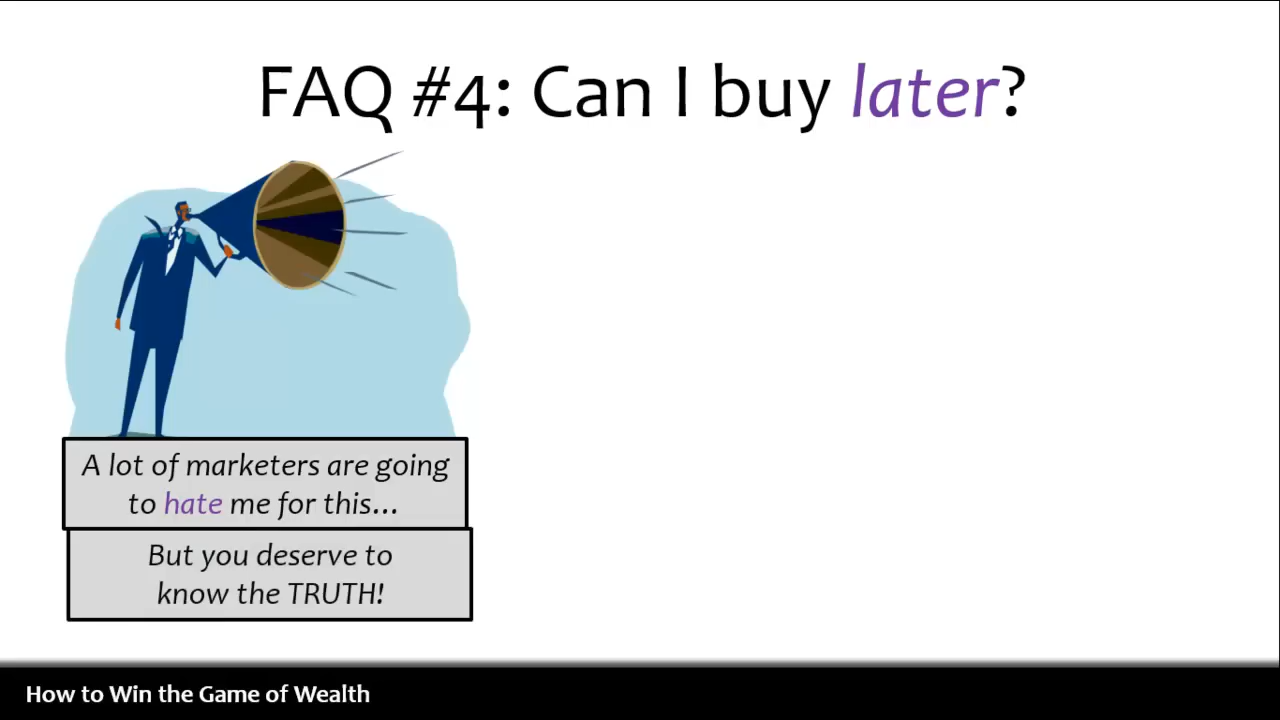 FAQ #4: Can I buy later?
A lot of marketers are going
to hate me for this...
But you deserve to
know the TRUTH!
How to Win the Game of Wealth